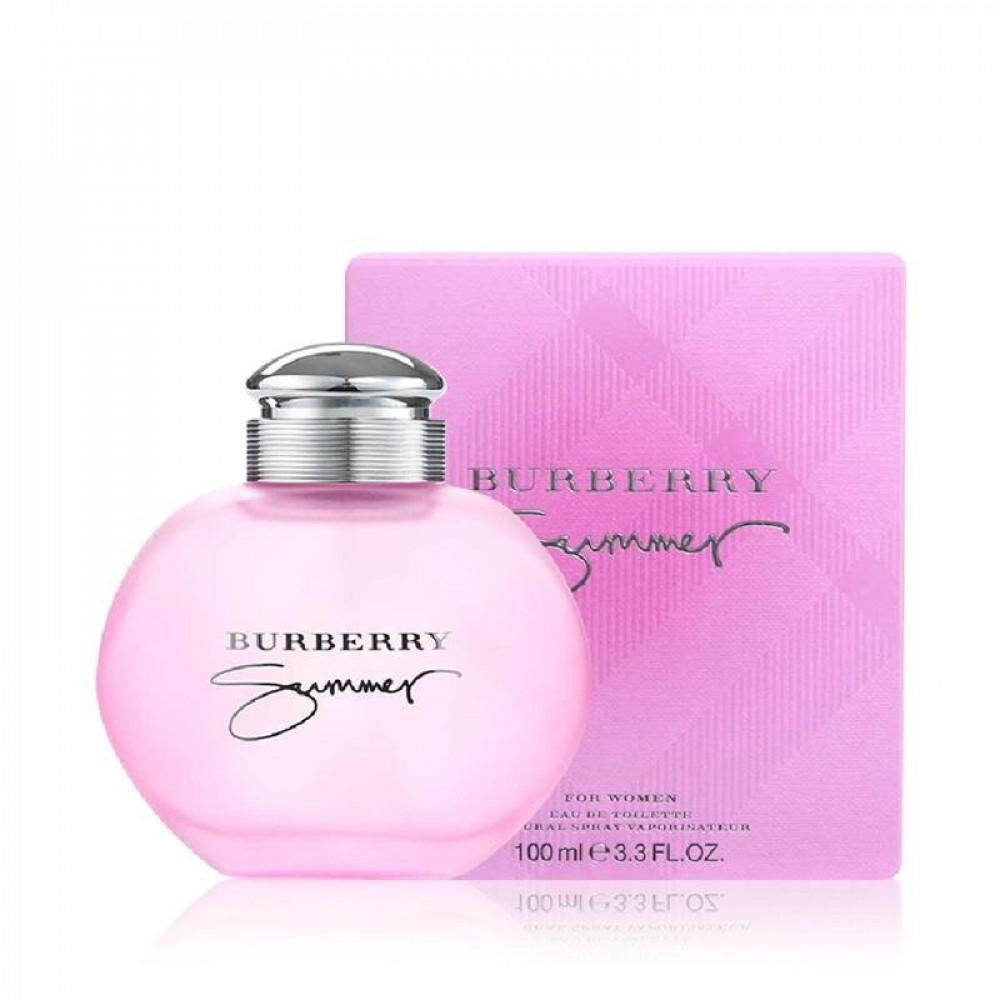 BURBERRY
Summer
FOR WOMEN
EAU DE TOILETTE
SPRAY VAPORISATEUR
100 ml ℮ 3.3 FL.OZ.
BURBERRY
Summer